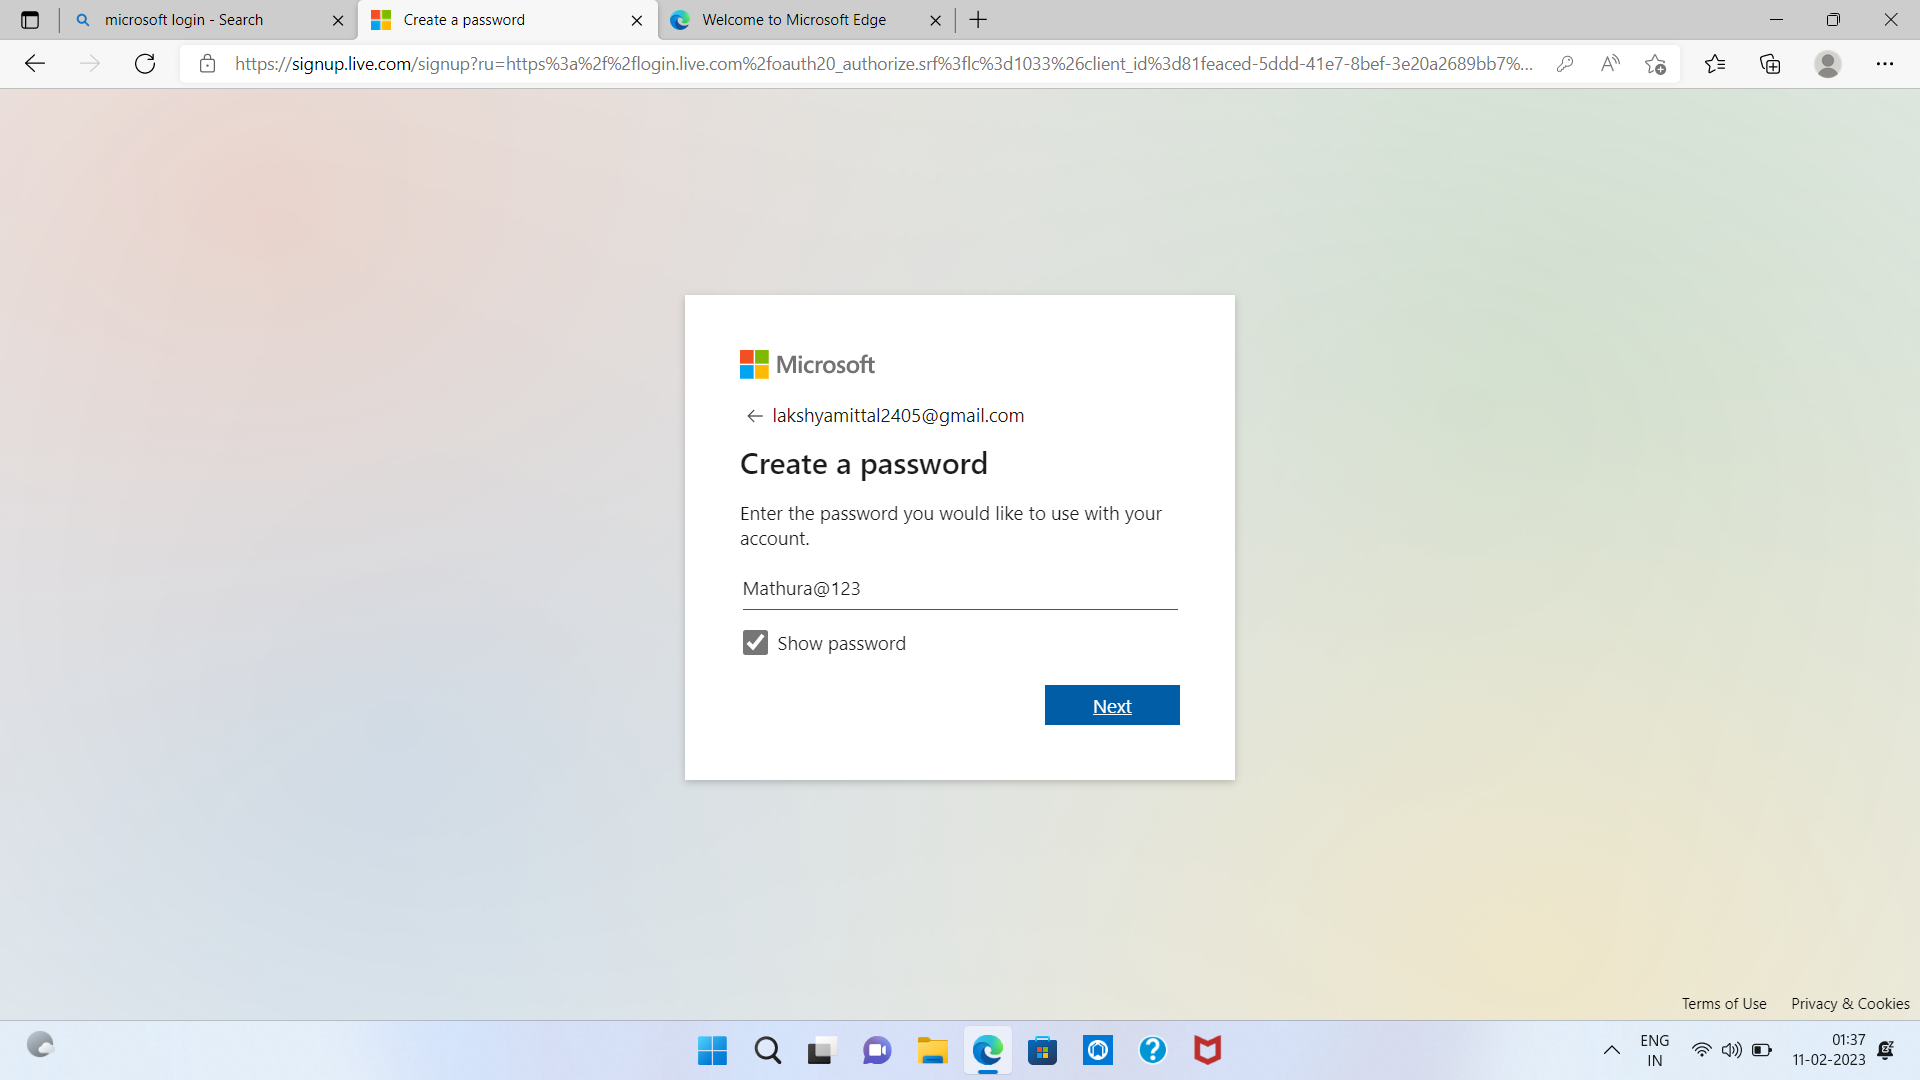 microsoft login - Search
Create a password
Welcome to Microsoft Edge
https://signup.live.com/signup?ru=https%3a%2f%2flogin.live.com%2foauth20_authorize.srf%3flc%3d1033%26client_id%3d81feaced-5ddd-41e7-8bef-3e20a2689bb7%...
Microsoft
lakshyamittal2405@gmail.com
Create a password
Enter the password you would like to use with your
account.
Mathura@123
Show password
Next
Terms of Use
Privacy & Cookies
ENG
IN
01:37
11-02-2023